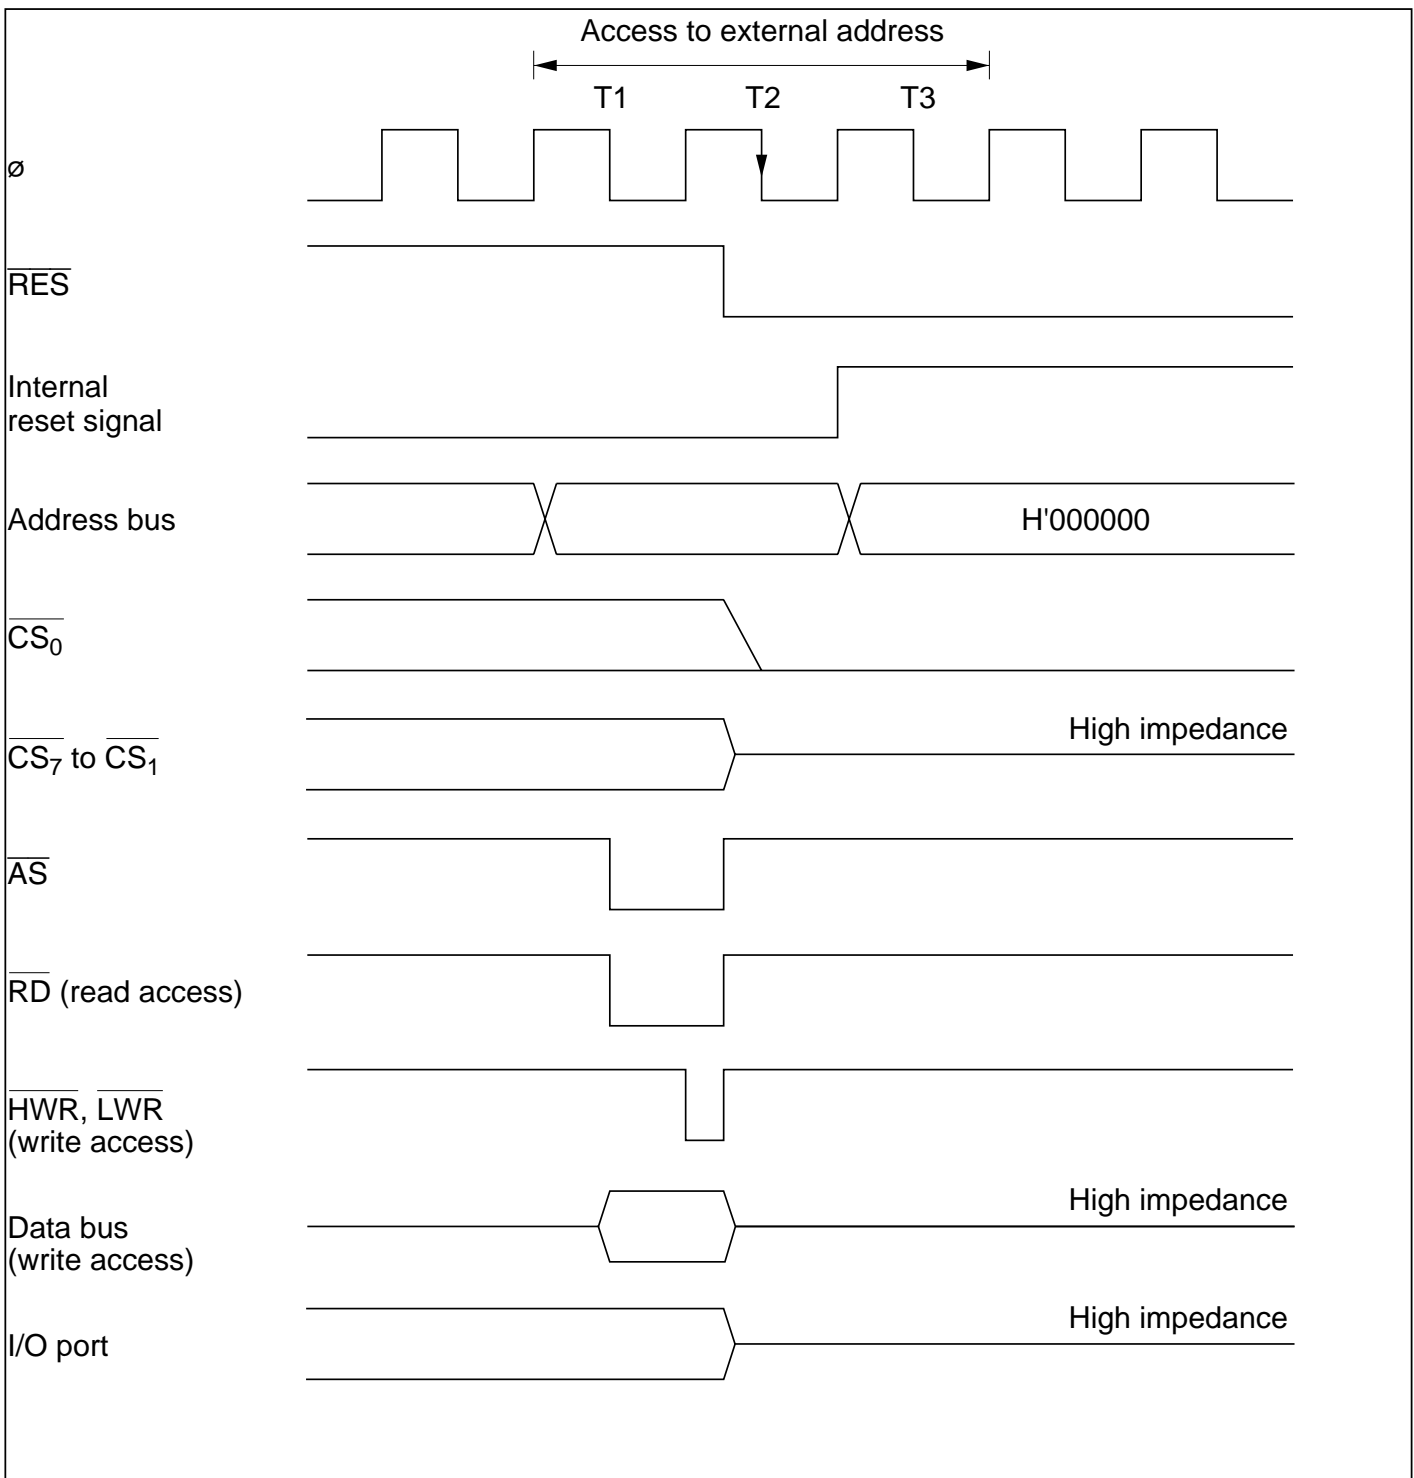 Access to external address
T1 T2 T3
ø
RES
Internal
reset signal
Address bus
H'000000
CS0
High impedance
CS7 to CS1
AS
RD (read access)
HWR, LWR
(write access)
High impedance
Data bus
(write access)
High impedance
I/O port